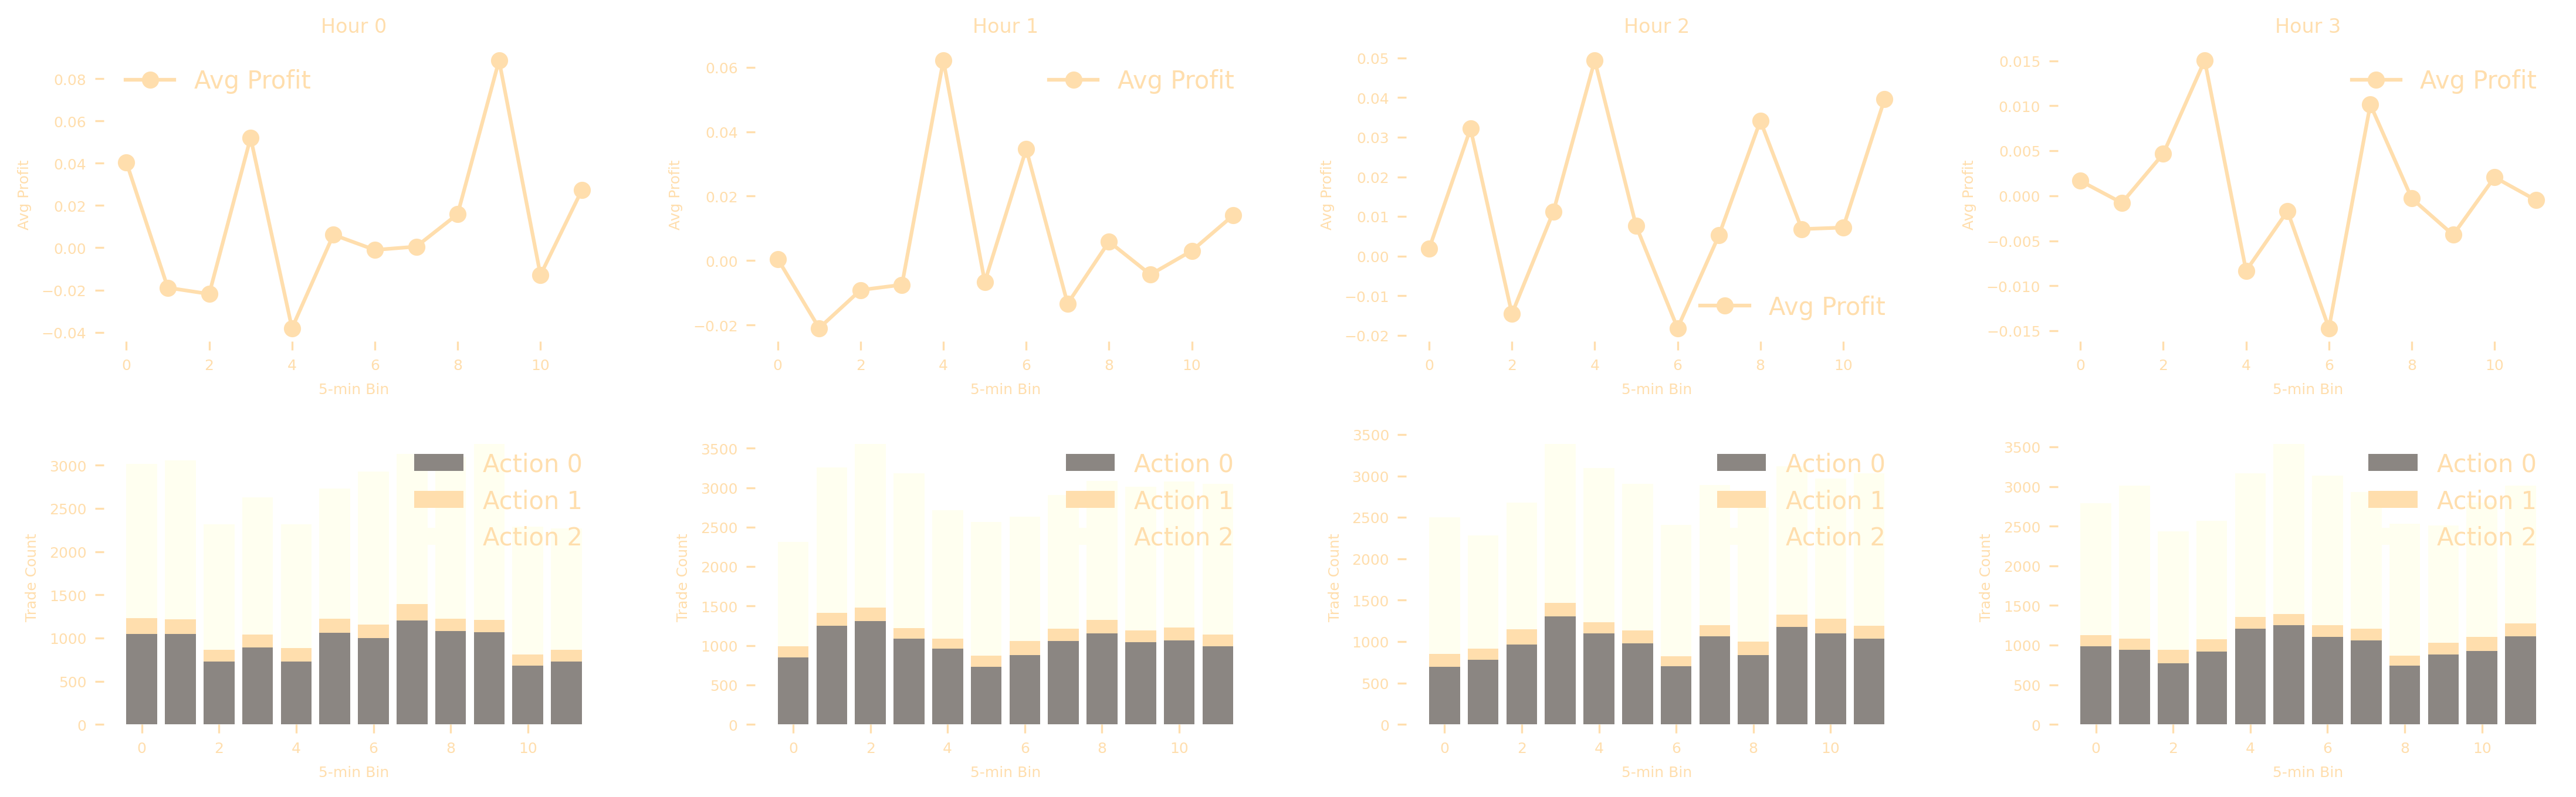 Hour 0
Avg Profit
Avg Profit
0.08
0.06
0.04
0.02
0.00
−0.02
−0.04
0 2 4 6 8 10
5-min Bin
Hour 1
Avg Profit
Avg Profit
0.06
0.04
0.02
0.00
−0.02
0 2 4 6 8 10
5-min Bin
Hour 2
Avg Profit
Avg Profit
0.05
0.04
0.03
0.02
0.01
0.00
−0.01
−0.02
0 2 4 6 8 10
5-min Bin
Hour 3
Avg Profit
Avg Profit
0.015
0.010
0.005
0.000
−0.005
−0.010
−0.015
0 2 4 6 8 10
5-min Bin
Trade Count
3000
2500
2000
1500
1000
500
0
Action 0
Action 1
Action 2
0 2 4 6 8 10
5-min Bin
Trade Count
3500
3000
2500
2000
1500
1000
500
0
Action 0
Action 1
Action 2
0 2 4 6 8 10
5-min Bin
Trade Count
3500
3000
2500
2000
1500
1000
500
0
Action 0
Action 1
Action 2
0 2 4 6 8 10
5-min Bin
Trade Count
3500
3000
2500
2000
1500
1000
500
0
Action 0
Action 1
Action 2
0 2 4 6 8 10
5-min Bin